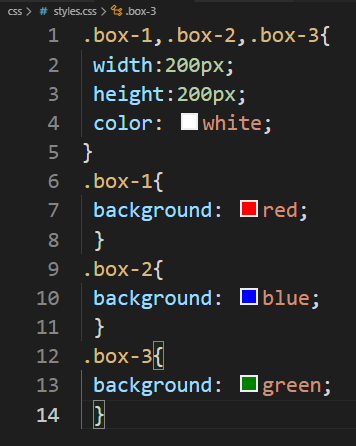 css > # styles.css > .box-3
1 .box-1,.box-2,.box-3{
2 width:200px;
3 height:200px;
4 color: white;
5 }
6 .box-1{
7 background: red;
8 }
9 .box-2{
10 background: blue;
11 }
12 .box-3{
13 background: green;
14 }